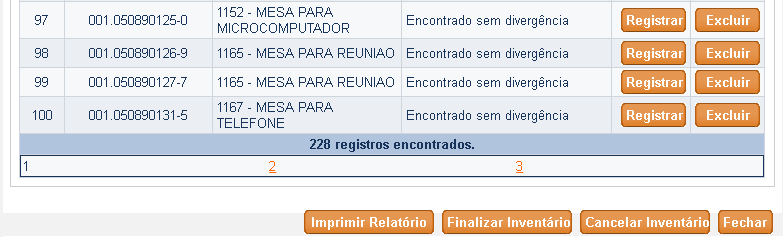 97 001.050890125-0 1152 - MESA PARA MICROCOMPUTADOR Encontrado sem divergência Registrar Excluir
98 001.050890126-9 1165 - MESA PARA REUNIAO Encontrado sem divergência Registrar Excluir
99 001.050890127-7 1165 - MESA PARA REUNIAO Encontrado sem divergência Registrar Excluir
100 001.050890131-5 1167 - MESA PARA TELEFONE Encontrado sem divergência Registrar Excluir
228 registros encontrados.
1 2 3
Imprimir Relatório Finalizar Inventário Cancelar Inventário Fechar